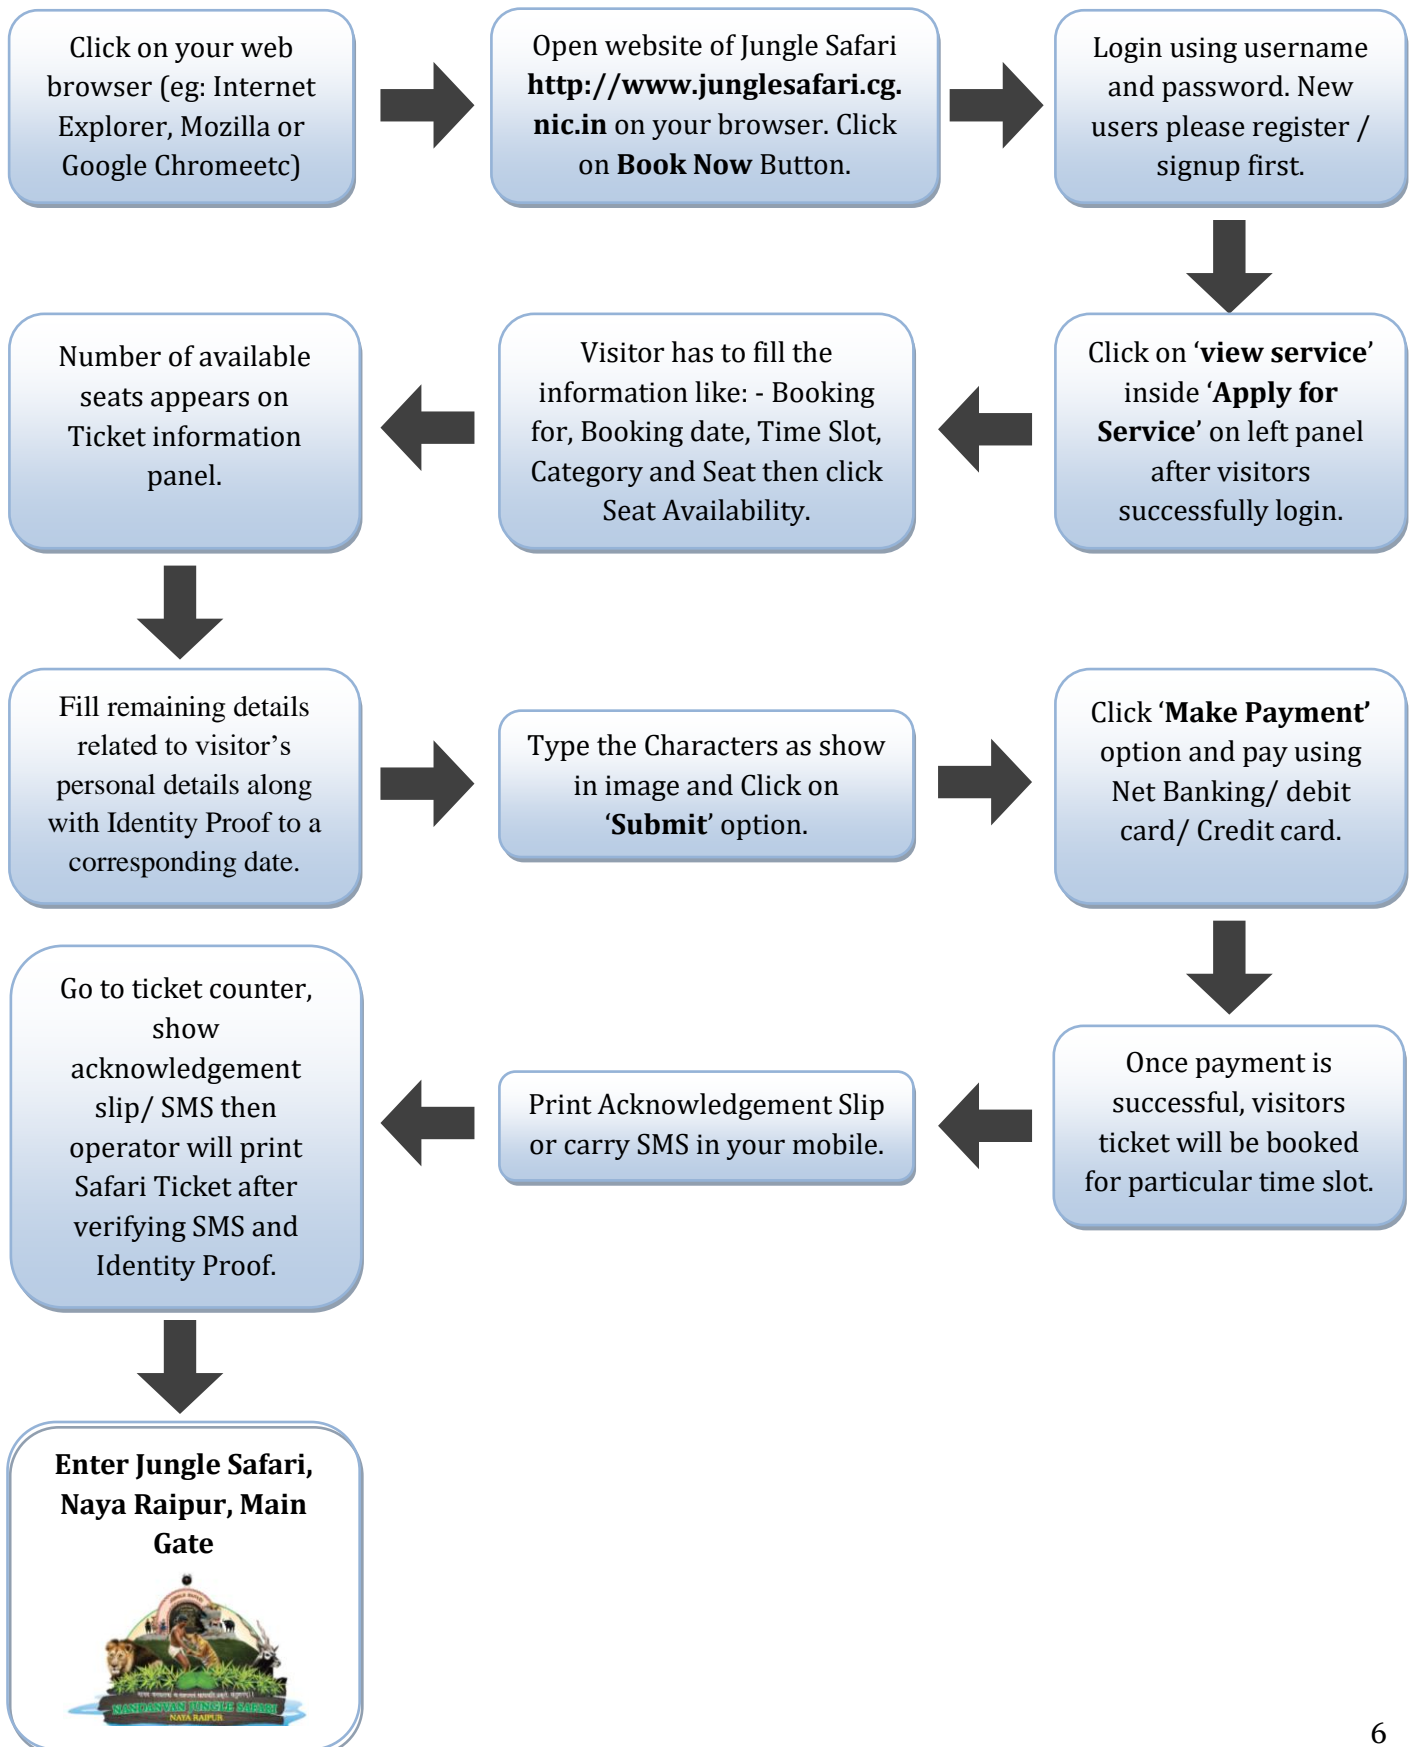 Click on your web
browser (eg: Internet
Explorer, Mozilla or
Google Chromeetc)
Open website of Jungle Safari
http://www.junglesafari.cg.
nic.in on your browser. Click
on Book Now Button.
Login using username
and password. New
users please register /
signup first.
Click on ‘view service’
inside ‘Apply for
Service’ on left panel
after visitors
successfully login.
Visitor has to fill the
information like: - Booking
for, Booking date, Time Slot,
Category and Seat then click
Seat Availability.
Number of available
seats appears on
Ticket information
panel.
Fill remaining details
related to visitor’s
personal details along
with Identity Proof to a
corresponding date.
Type the Characters as show
in image and Click on
‘Submit’ option.
Click ‘Make Payment’
option and pay using
Net Banking/ debit
card/ Credit card.
Once payment is
successful, visitors
ticket will be booked
for particular time slot.
Print Acknowledgement Slip
or carry SMS in your mobile.
Go to ticket counter,
show
acknowledgement
slip/ SMS then
operator will print
Safari Ticket after
verifying SMS and
Identity Proof.
Enter Jungle Safari,
Naya Raipur, Main
Gate
JUNGLE SAFARI
NANDANVAN JUNGLE SAFARI
NAYA RAIPUR
6